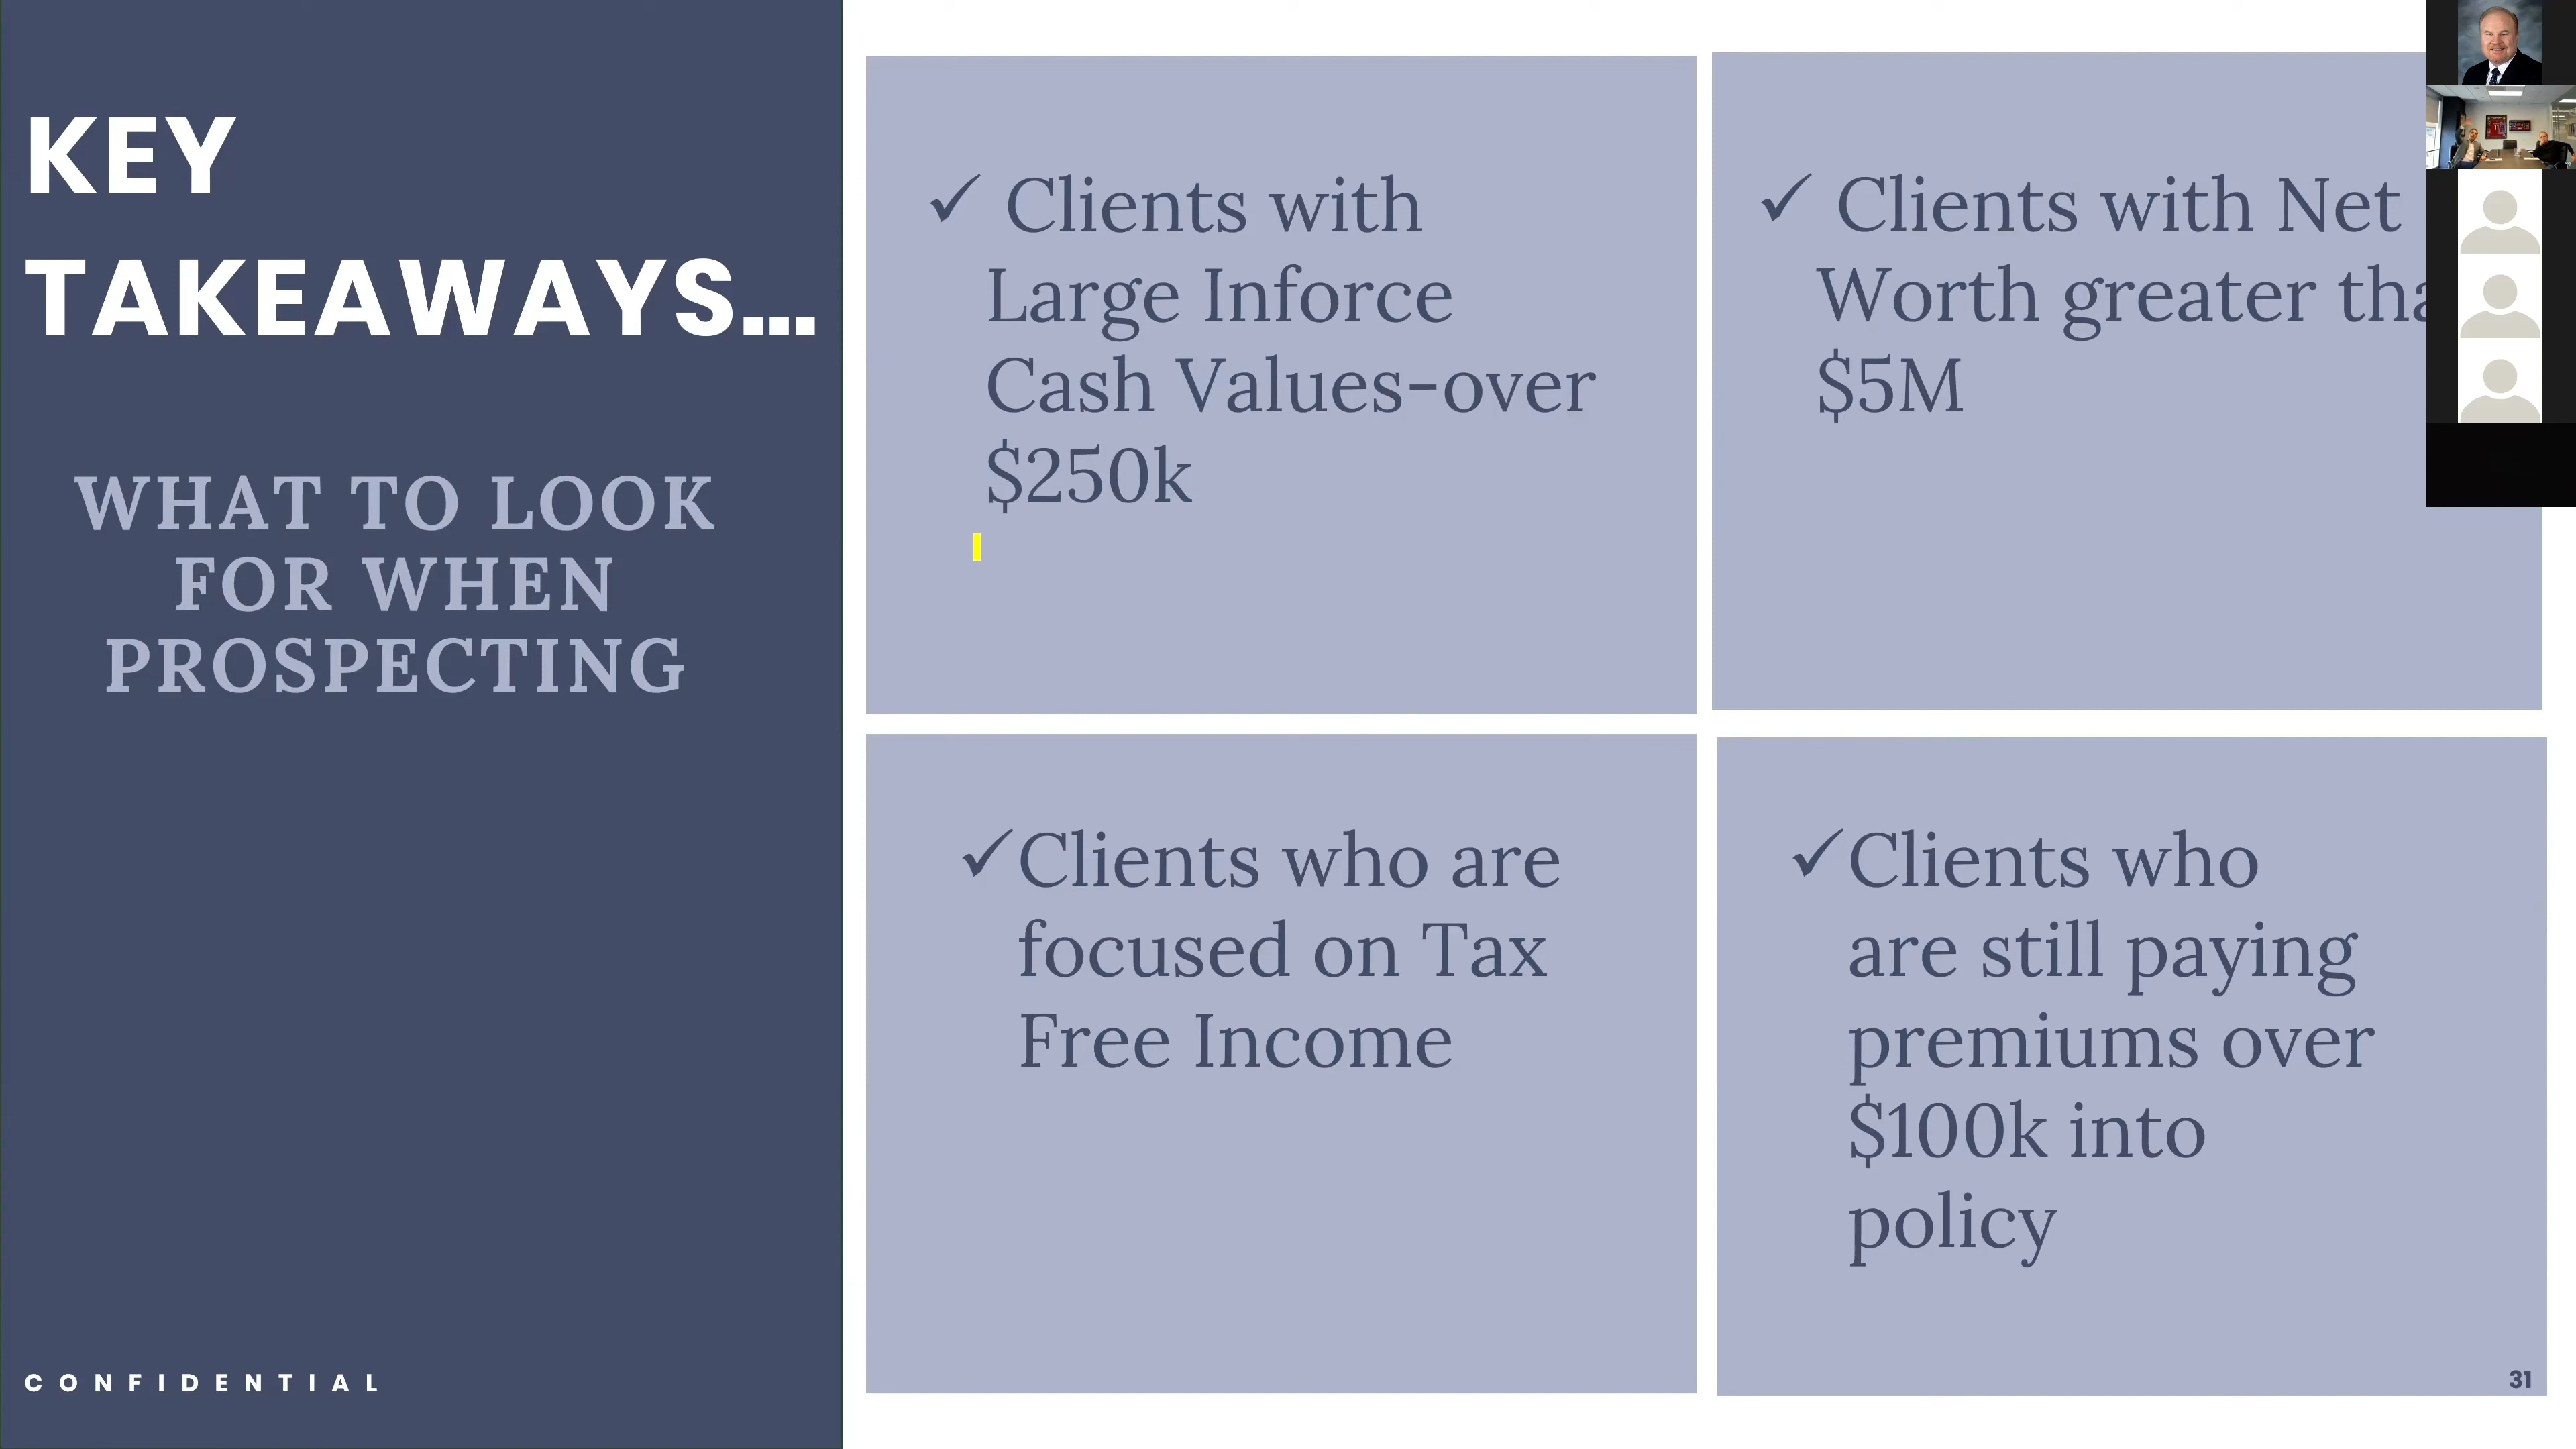 KEY
TAKEAWAYS...
WHAT TO LOOK
FOR WHEN
PROSPECTING
CONFIDENTIAL
✓ Clients with
Large Inforce
Cash Values-over
$250k
✓ Clients with Net
Worth greater tha
$5M
✓Clients who are
focused on Tax
Free Income
✓Clients who
are still paying
premiums over
$100k into
policy
31